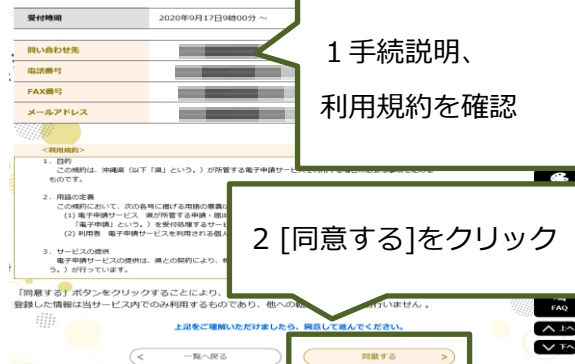 受付時期 2020年9月17日9時00分 ～
問い合わせ先
電話番号
FAX番号
メールアドレス
1 手続説明、
利用規約を確認
<利用規約>
1．目的
この規約は、沖縄県（以下「県」という。）が所管する電子申請サー
ものです。
2．用語の定義
この規約において、次の各号に掲げる用語の意義は
(1) 電子申請サービス 県が所管する申請・届出
「電子申請」という。）を受付処理するサービ
(2) 利用者 電子申請サービスを利用される個人
3．サービスの提供
電子申請サービスの提供は、県との契約により、
う。）が行っています。
2 [同意する]をクリック
「同意する」ボタンをクリックすることにより、
登録した情報は当サービス内でのみ利用するものであり、他への 行いません。
上記をご理解いただけましたら、同意して進んでください。
< 一覧へ戻る
同意する >
FAQ
上へ
下へ